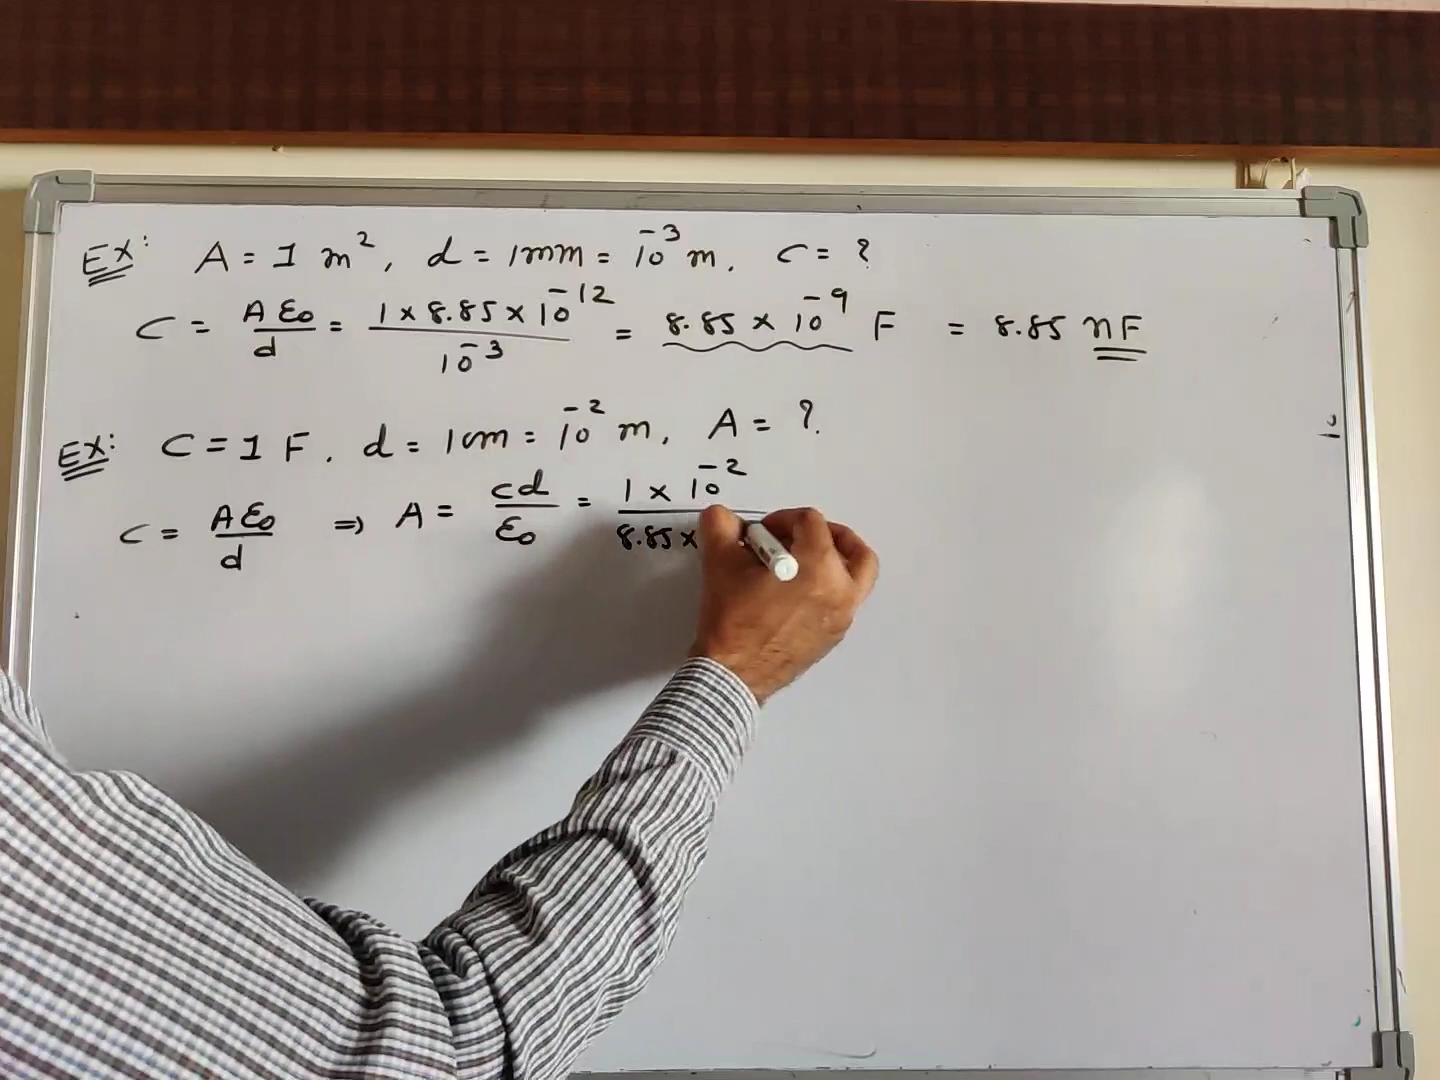 Ex: A = 1 m², d = 1mm = 10⁻³ m. C = ?
C = Aε₀/d = 1 × 8.85 × 10⁻¹²/10⁻³ = 8.85 × 10⁻⁹ F = 8.85 nF
Ex: C = 1 F. d = 1cm = 10⁻² m, A = ?
C = Aε₀/d ⇒ A = cd/ε₀ = 1 × 10⁻²/8.85 ×